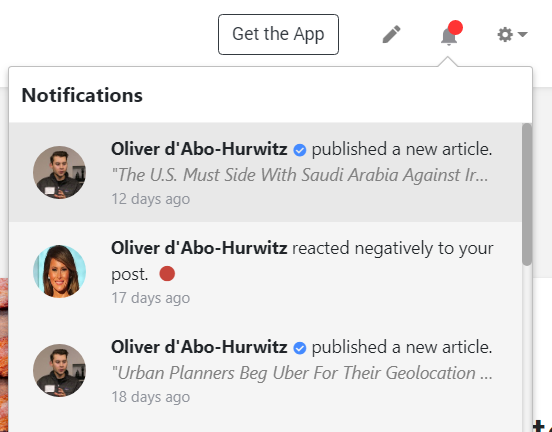 Get the App
Notifications
Oliver d'Abo-Hurwitz published a new article.
"The U.S. Must Side With Saudi Arabia Against Ir...
12 days ago
Oliver d'Abo-Hurwitz reacted negatively to your
post.
17 days ago
Oliver d'Abo-Hurwitz published a new article.
"Urban Planners Beg Uber For Their Geolocation ...
18 days ago